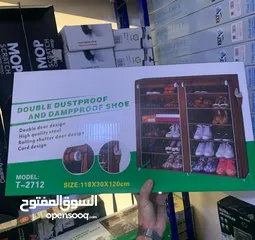 MOP
DOUBLE DUSTPROOF
AND DAMPPROOF SHOE
Double door design
High quality steel
Rolling shutter door design
Card design
MODEL:
T-2712
SIZE:118X30X120cm
السوق المفتوح
opensooq.com